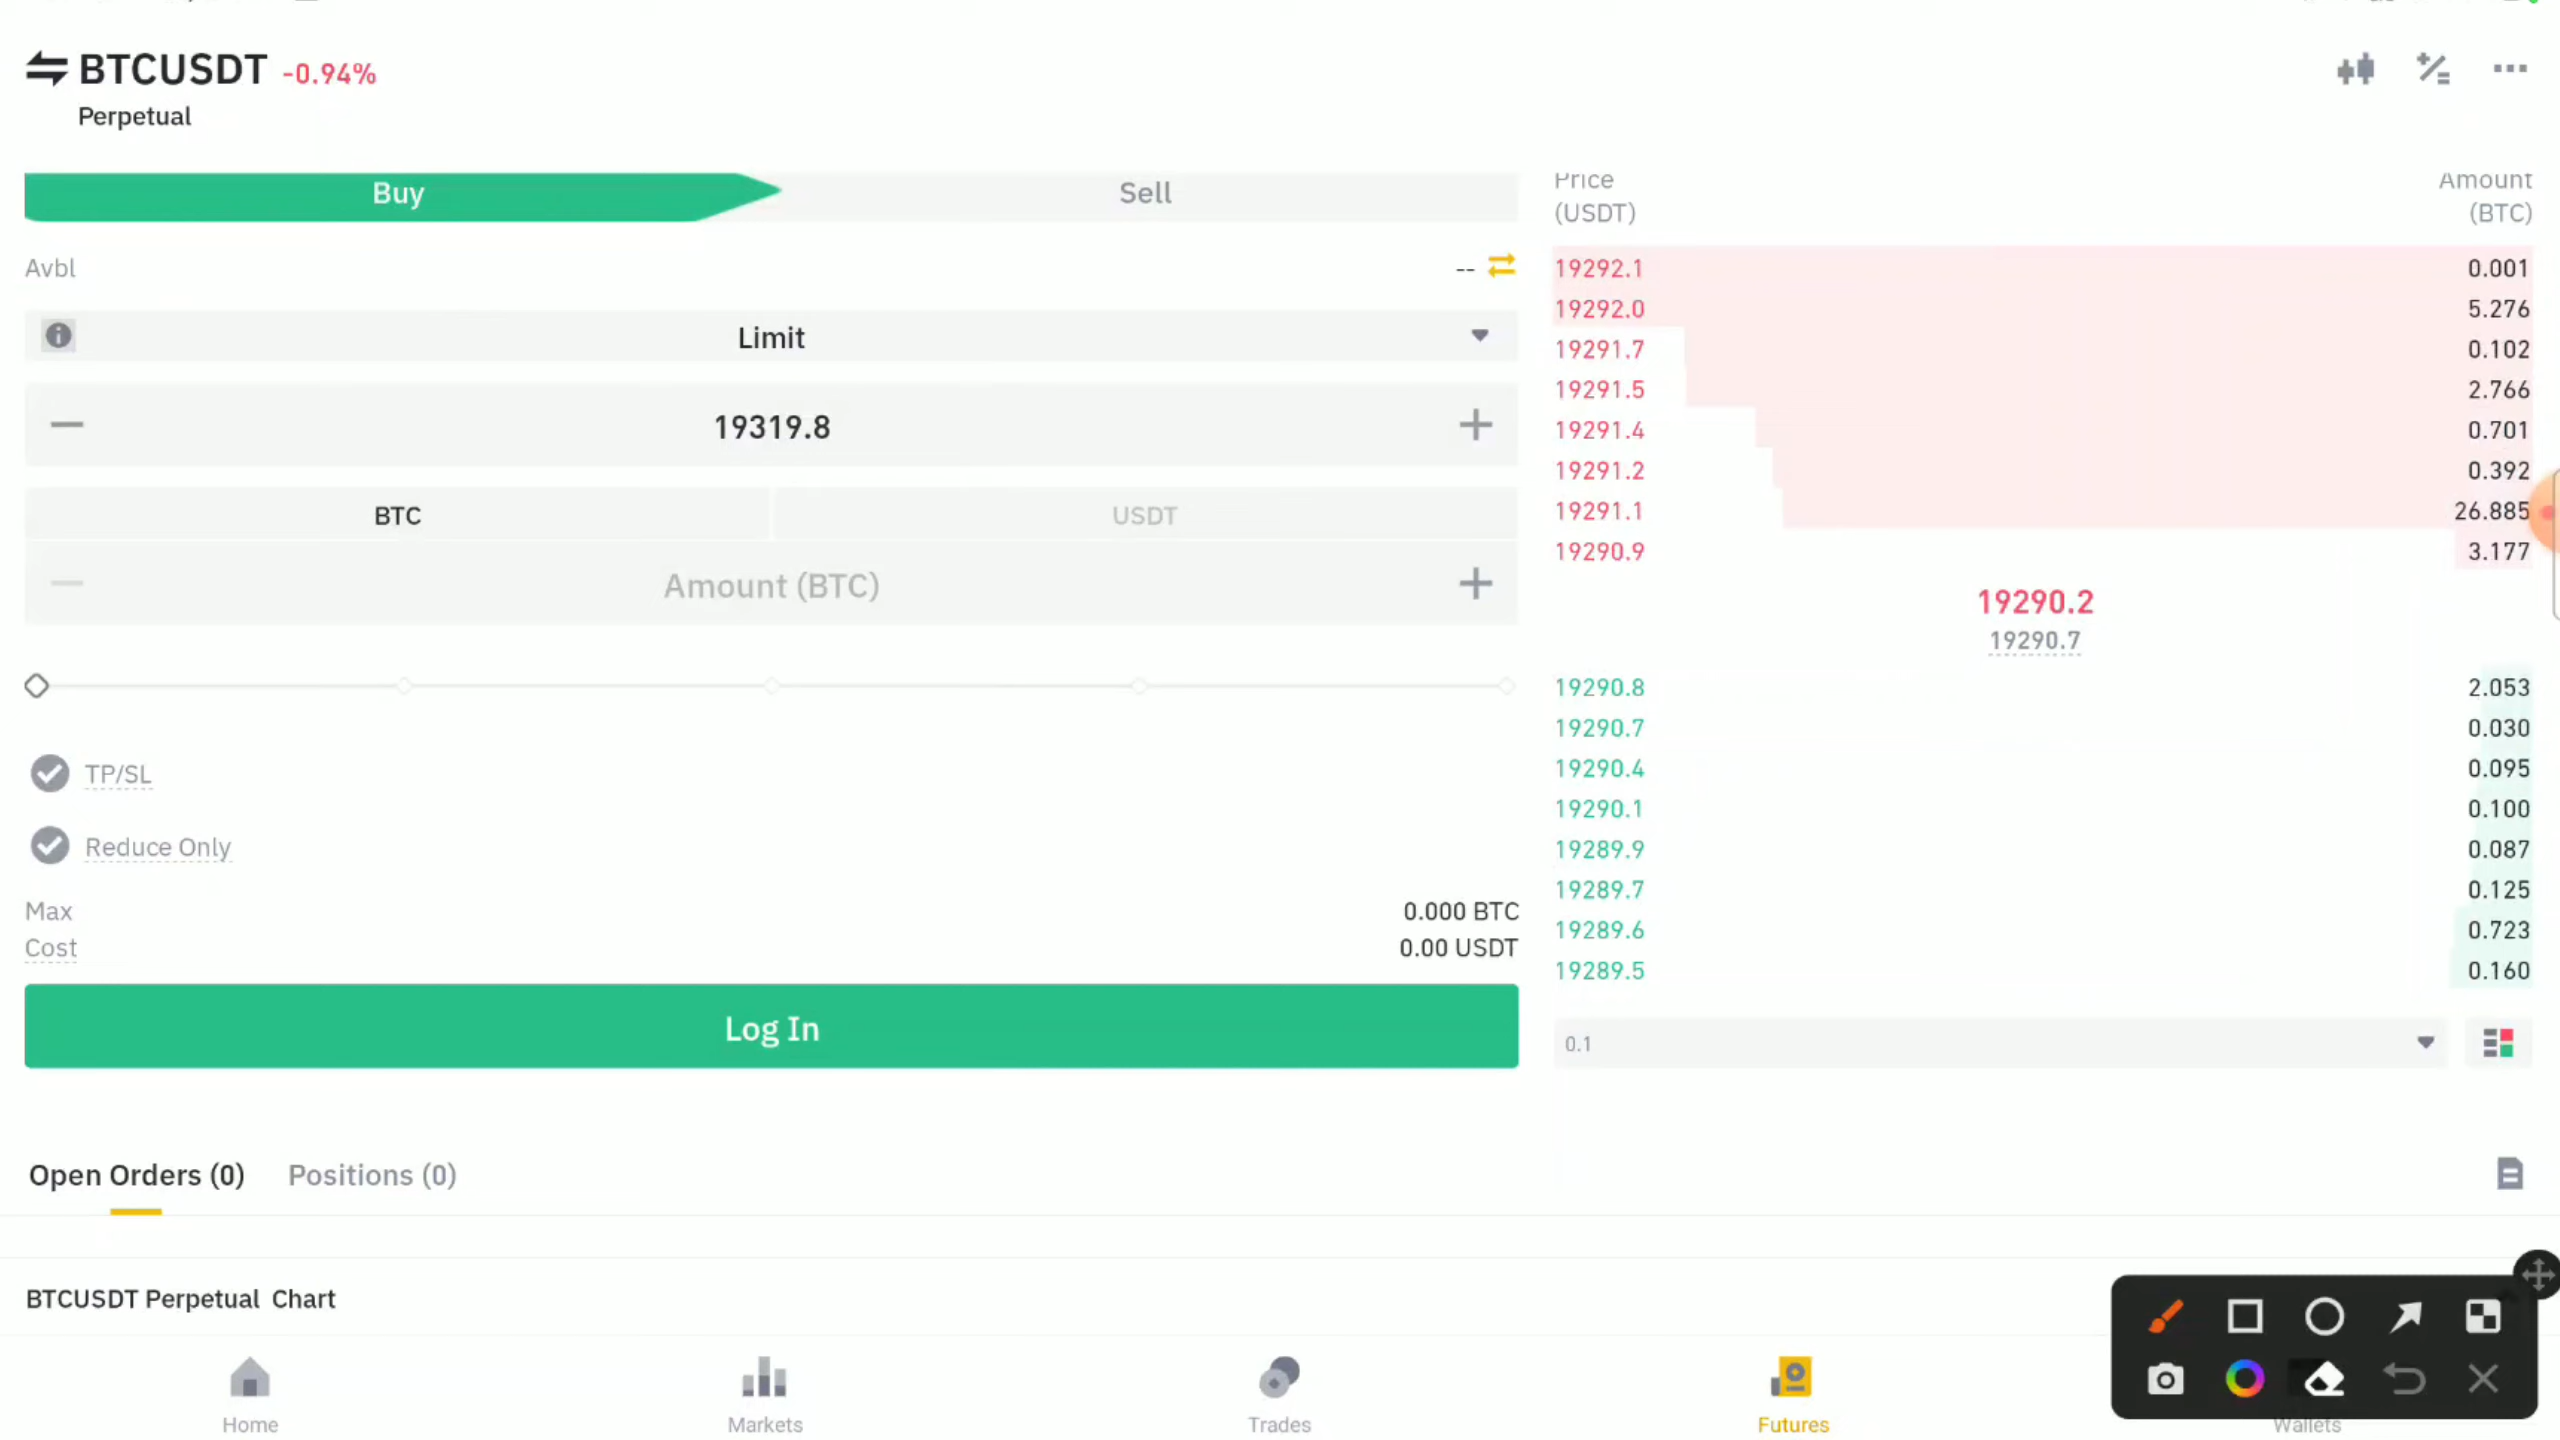 BTCUSDT -0.94%
Perpetual
Buy
Sell
Avbl
--
Limit
19319.8
BTC
USDT
Amount (BTC)
TP/SL
Reduce Only
Max
0.000 BTC
Cost
0.00 USDT
Log In
Price
Amount
(USDT)
(BTC)
19292.1 0.001
19292.0 5.276
19291.7 0.102
19291.5 2.766
19291.4 0.701
19291.2 0.392
19291.1 26.885
19290.9 3.177
19290.2
19290.7
19290.8 2.053
19290.7 0.030
19290.4 0.095
19290.1 0.100
19289.9 0.087
19289.7 0.125
19289.6 0.723
19289.5 0.160
0.1
Open Orders (0)
Positions (0)
BTCUSDT Perpetual Chart
Home
Markets
Trades
Futures
Wallets